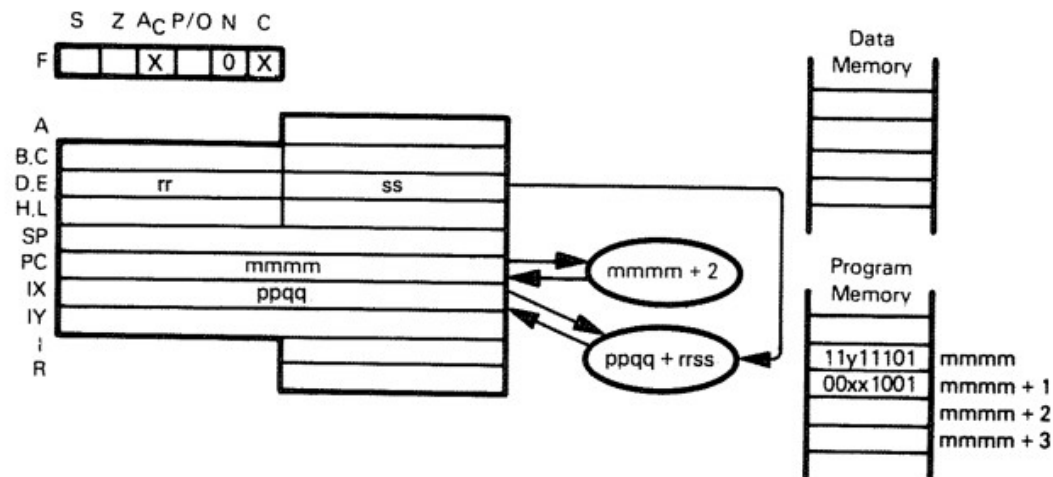 S Z AC P/O N C
F X 0 X
A
B.C
D.E rr ss
H.L
SP
PC mmmm
IX ppqq
IY
I
R
mmmm + 2
ppqq + rrss
Data
Memory
Program
Memory
11y11101 mmmm
00xx1001 mmmm + 1
mmmm + 2
mmmm + 3